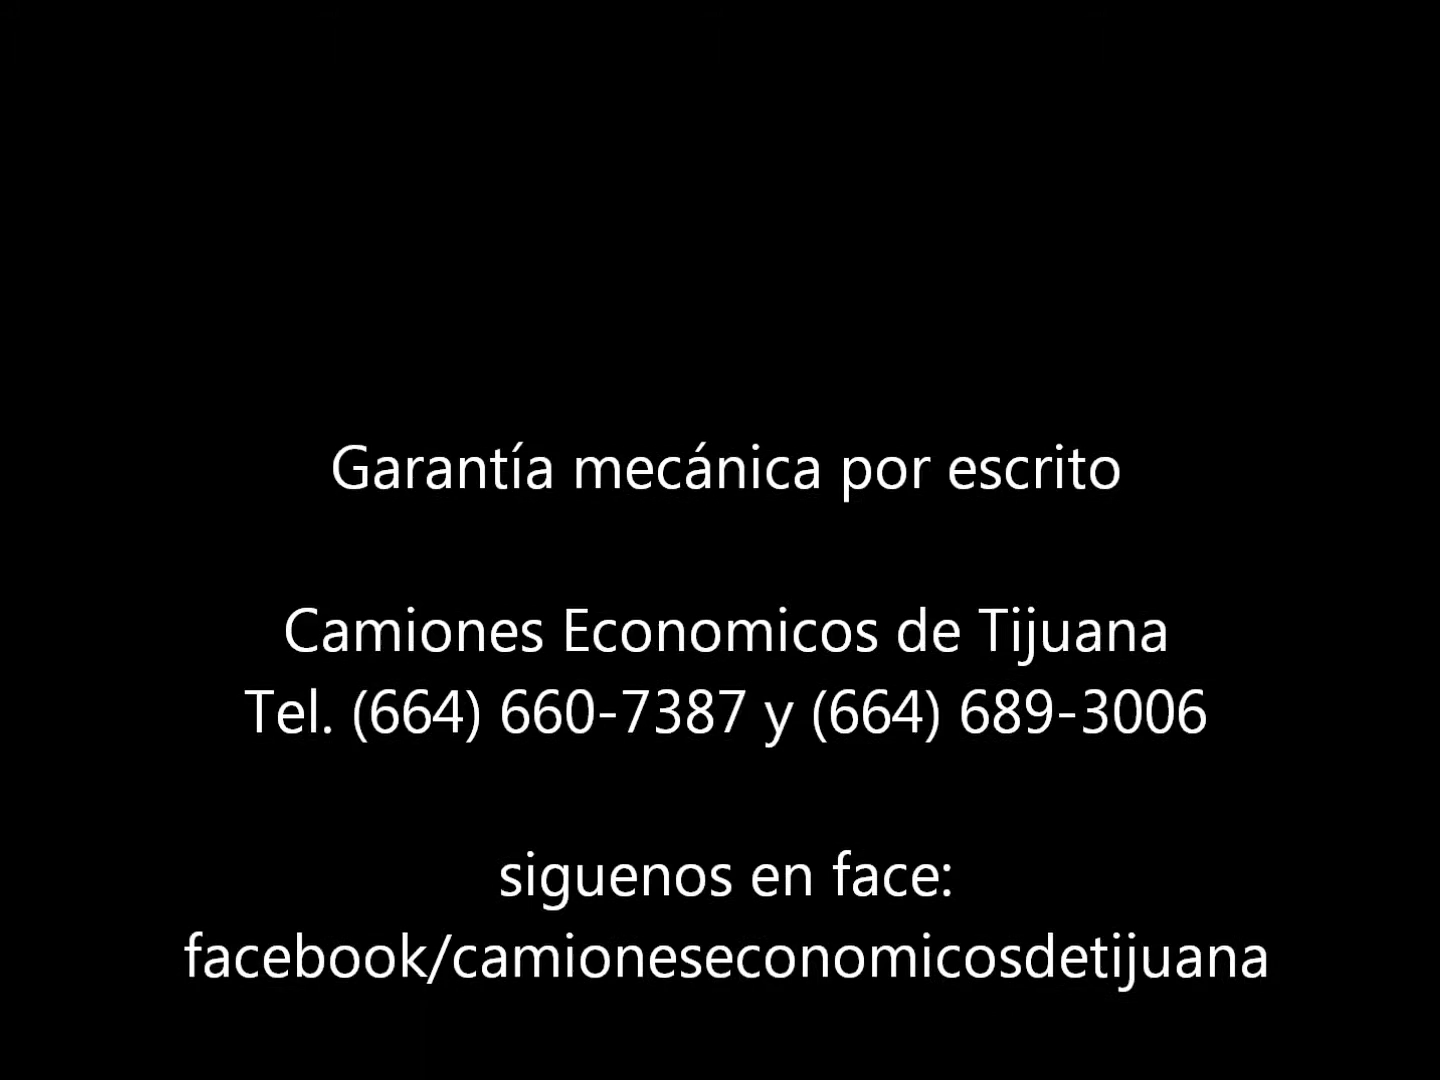 Garantía mecánica por escrito
Camiones Economicos de Tijuana
Tel. (664) 660-7387 y (664) 689-3006
siguenos en face:
facebook/camioneseconomicosdetijuana